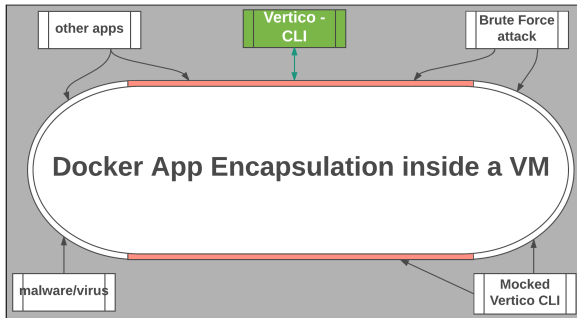 other apps
Vertico -
CLI
Brute Force
attack
Docker App Encapsulation inside a VM
malware/virus
Mocked
Vertico CLI